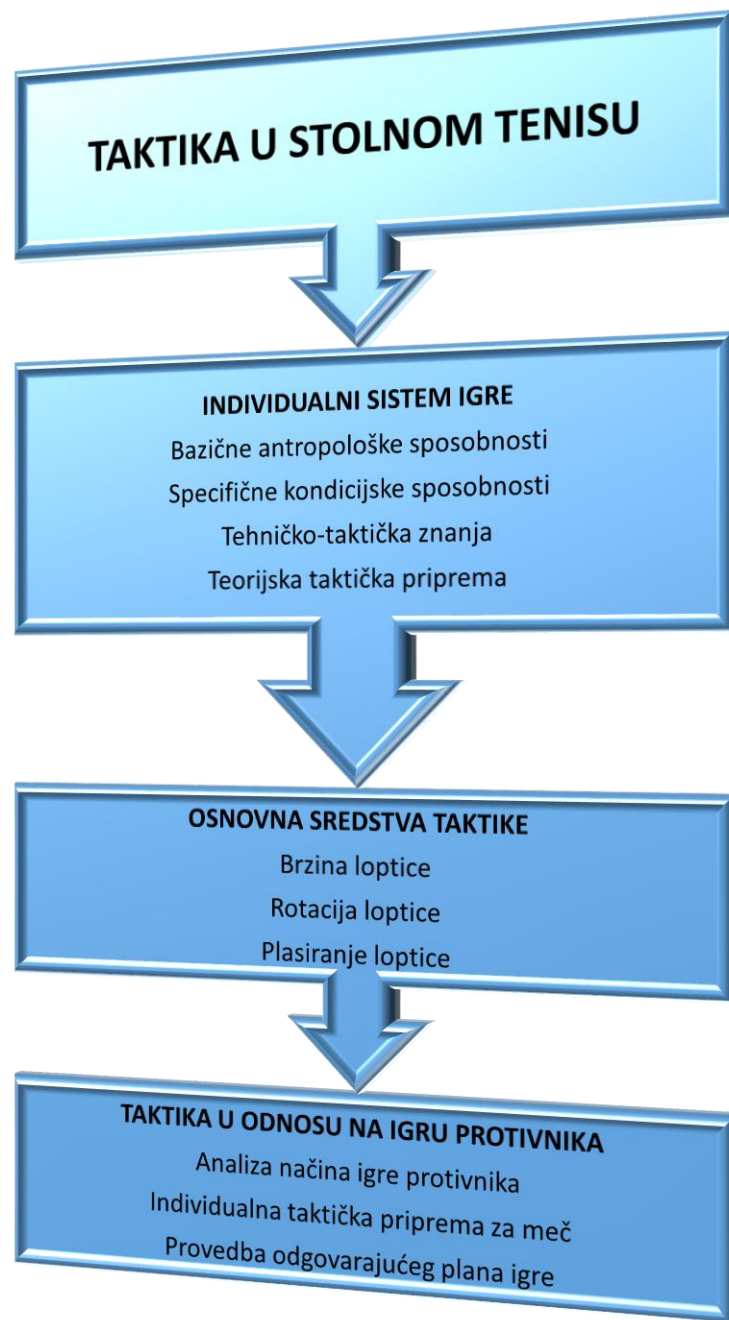 TAKTIKA U STOLNOM TENISU
INDIVIDUALNI SISTEM IGRE
Bazične antropološke sposobnosti
Specifične kondicijske sposobnosti
Tehničko-taktička znanja
Teorijska taktička priprema
OSNOVNA SREDSTVA TAKTIKE
Brzina loptice
Rotacija loptice
Plasiranje loptice
TAKTIKA U ODNOSU NA IGRU PROTIVNIKA
Analiza načina igre protivnika
Individualna taktička priprema za meč
Provedba odgovarajućeg plana igre